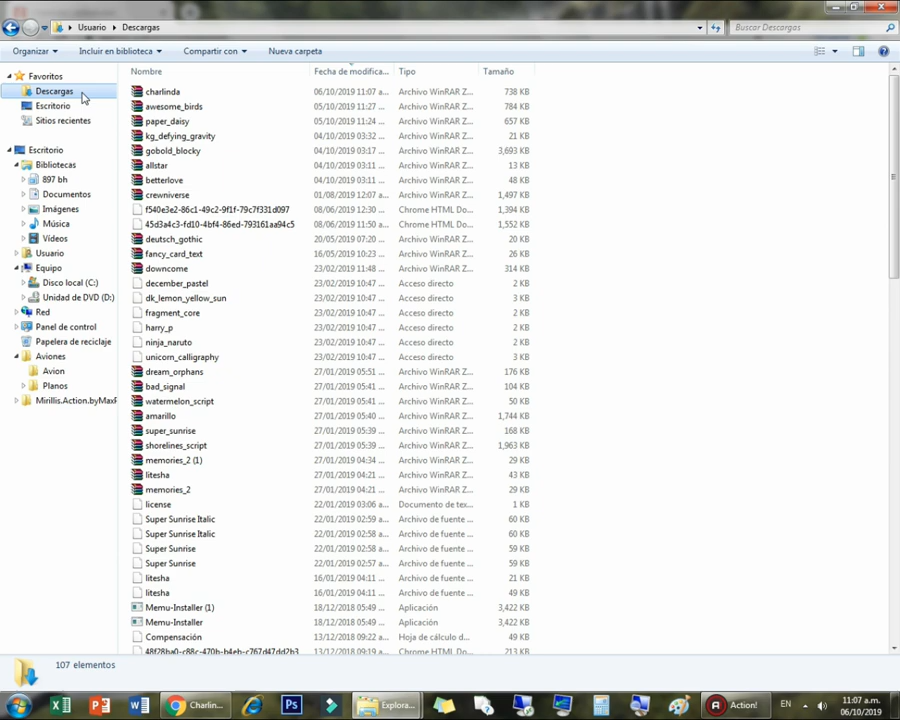 Usuario ▸ Descargas
Buscar Descargas
Organizar
Incluir en biblioteca
Compartir con
Nueva carpeta
Favoritos
Descargas
Escritorio
Sitios recientes
Escritorio
Bibliotecas
897 bh
Documentos
Imágenes
Música
Vídeos
Usuario
Equipo
Disco local (C:)
Unidad de DVD (D:)
Red
Panel de control
Papelera de reciclaje
Aviones
Avion
Planos
Mirillis.Action.byMaxF
Nombre Fecha de modifica... Tipo Tamaño
charlinda 06/10/2019 11:07 a... Archivo WinRAR Z... 738 KB
awesome_birds 05/10/2019 11:27 ... Archivo WinRAR Z... 784 KB
paper_daisy 05/10/2019 11:24 ... Archivo WinRAR Z... 657 KB
kg_defying_gravity 04/10/2019 03:32 ... Archivo WinRAR Z... 21 KB
gobold_blocky 04/10/2019 03:17 ... Archivo WinRAR Z... 3,693 KB
allstar 04/10/2019 03:11 ... Archivo WinRAR Z... 13 KB
betterlove 04/10/2019 03:11 ... Archivo WinRAR Z... 48 KB
crewniverse 01/08/2019 12:07 ... Archivo WinRAR Z... 1,497 KB
f540e3e2-86c1-49c2-9f1f-79c7f331d097 08/06/2019 12:30 ... Chrome HTML Do... 1,394 KB
45d3a4c3-fd10-4bf4-86ed-793161aa94c5 08/06/2019 11:50 a... Chrome HTML Do... 1,552 KB
deutsch_gothic 20/05/2019 07:20 ... Archivo WinRAR Z... 20 KB
fancy_card_text 16/05/2019 10:23 ... Archivo WinRAR Z... 26 KB
downcome 23/02/2019 11:48 ... Archivo WinRAR Z... 314 KB
december_pastel 23/02/2019 10:47 ... Acceso directo 2 KB
dk_lemon_yellow_sun 23/02/2019 10:47 ... Acceso directo 3 KB
fragment_core 23/02/2019 10:47 ... Acceso directo 2 KB
harry_p 23/02/2019 10:47 ... Acceso directo 2 KB
ninja_naruto 23/02/2019 10:47 ... Acceso directo 2 KB
unicorn_calligraphy 23/02/2019 10:47 ... Acceso directo 3 KB
dream_orphans 27/01/2019 05:51 ... Archivo WinRAR Z... 176 KB
bad_signal 27/01/2019 05:41 ... Archivo WinRAR Z... 104 KB
watermelon_script 27/01/2019 05:41 ... Archivo WinRAR Z... 50 KB
amarillo 27/01/2019 05:40 ... Archivo WinRAR Z... 1,744 KB
super_sunrise 27/01/2019 05:39 ... Archivo WinRAR Z... 168 KB
shorelines_script 27/01/2019 05:39 ... Archivo WinRAR Z... 1,963 KB
memories_2 (1) 27/01/2019 04:34 ... Archivo WinRAR Z... 29 KB
litesha 27/01/2019 04:21 ... Archivo WinRAR Z... 43 KB
memories_2 27/01/2019 04:21 ... Archivo WinRAR Z... 29 KB
license 22/01/2019 03:06 a... Documento de tex... 1 KB
Super Sunrise Italic 22/01/2019 02:59 a... Archivo de fuente ... 60 KB
Super Sunrise Italic 22/01/2019 02:58 a... Archivo de fuente ... 60 KB
Super Sunrise 22/01/2019 02:58 a... Archivo de fuente ... 59 KB
Super Sunrise 22/01/2019 02:57 a... Archivo de fuente ... 59 KB
litesha 16/01/2019 04:11 ... Archivo de fuente ... 21 KB
litesha 16/01/2019 04:11 ... Archivo de fuente ... 49 KB
Memu-Installer (1) 18/12/2018 05:49 ... Aplicación 3,422 KB
Memu-Installer 18/12/2018 05:49 ... Aplicación 3,422 KB
Compensación 13/12/2018 09:22 a... Hoja de cálculo d... 49 KB
48f28ba0-c88c-470b-b4eb-c767d47dd2b3 13/12/2018 09:19 a... Chrome HTML Do... 213 KB
107 elementos
Charlin...
Ps
Explora...
Action!
EN
11:07 a.m.
06/10/2019